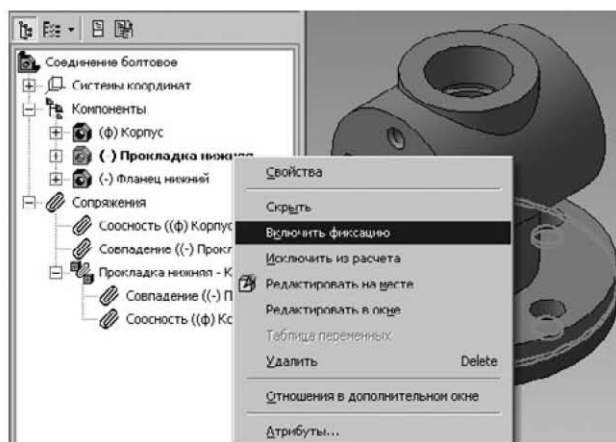 Соединение болтовое
Системы координат
Компоненты
(ф) Корпус
(-) Прокладка нижняя
(-) Фланец нижний
Сопряжения
Соосность ((ф) Корпус
Совпадение ((-) Прокл
Прокладка нижняя - К
Совпадение ((-) П
Соосность ((ф) Кс
Свойства
Скрыть
Включить фиксацию
Исключить из расчета
Редактировать на месте
Редактировать в окне
Таблица переменных
Удалить Delete
Отношения в дополнительном окне
Атрибуты...